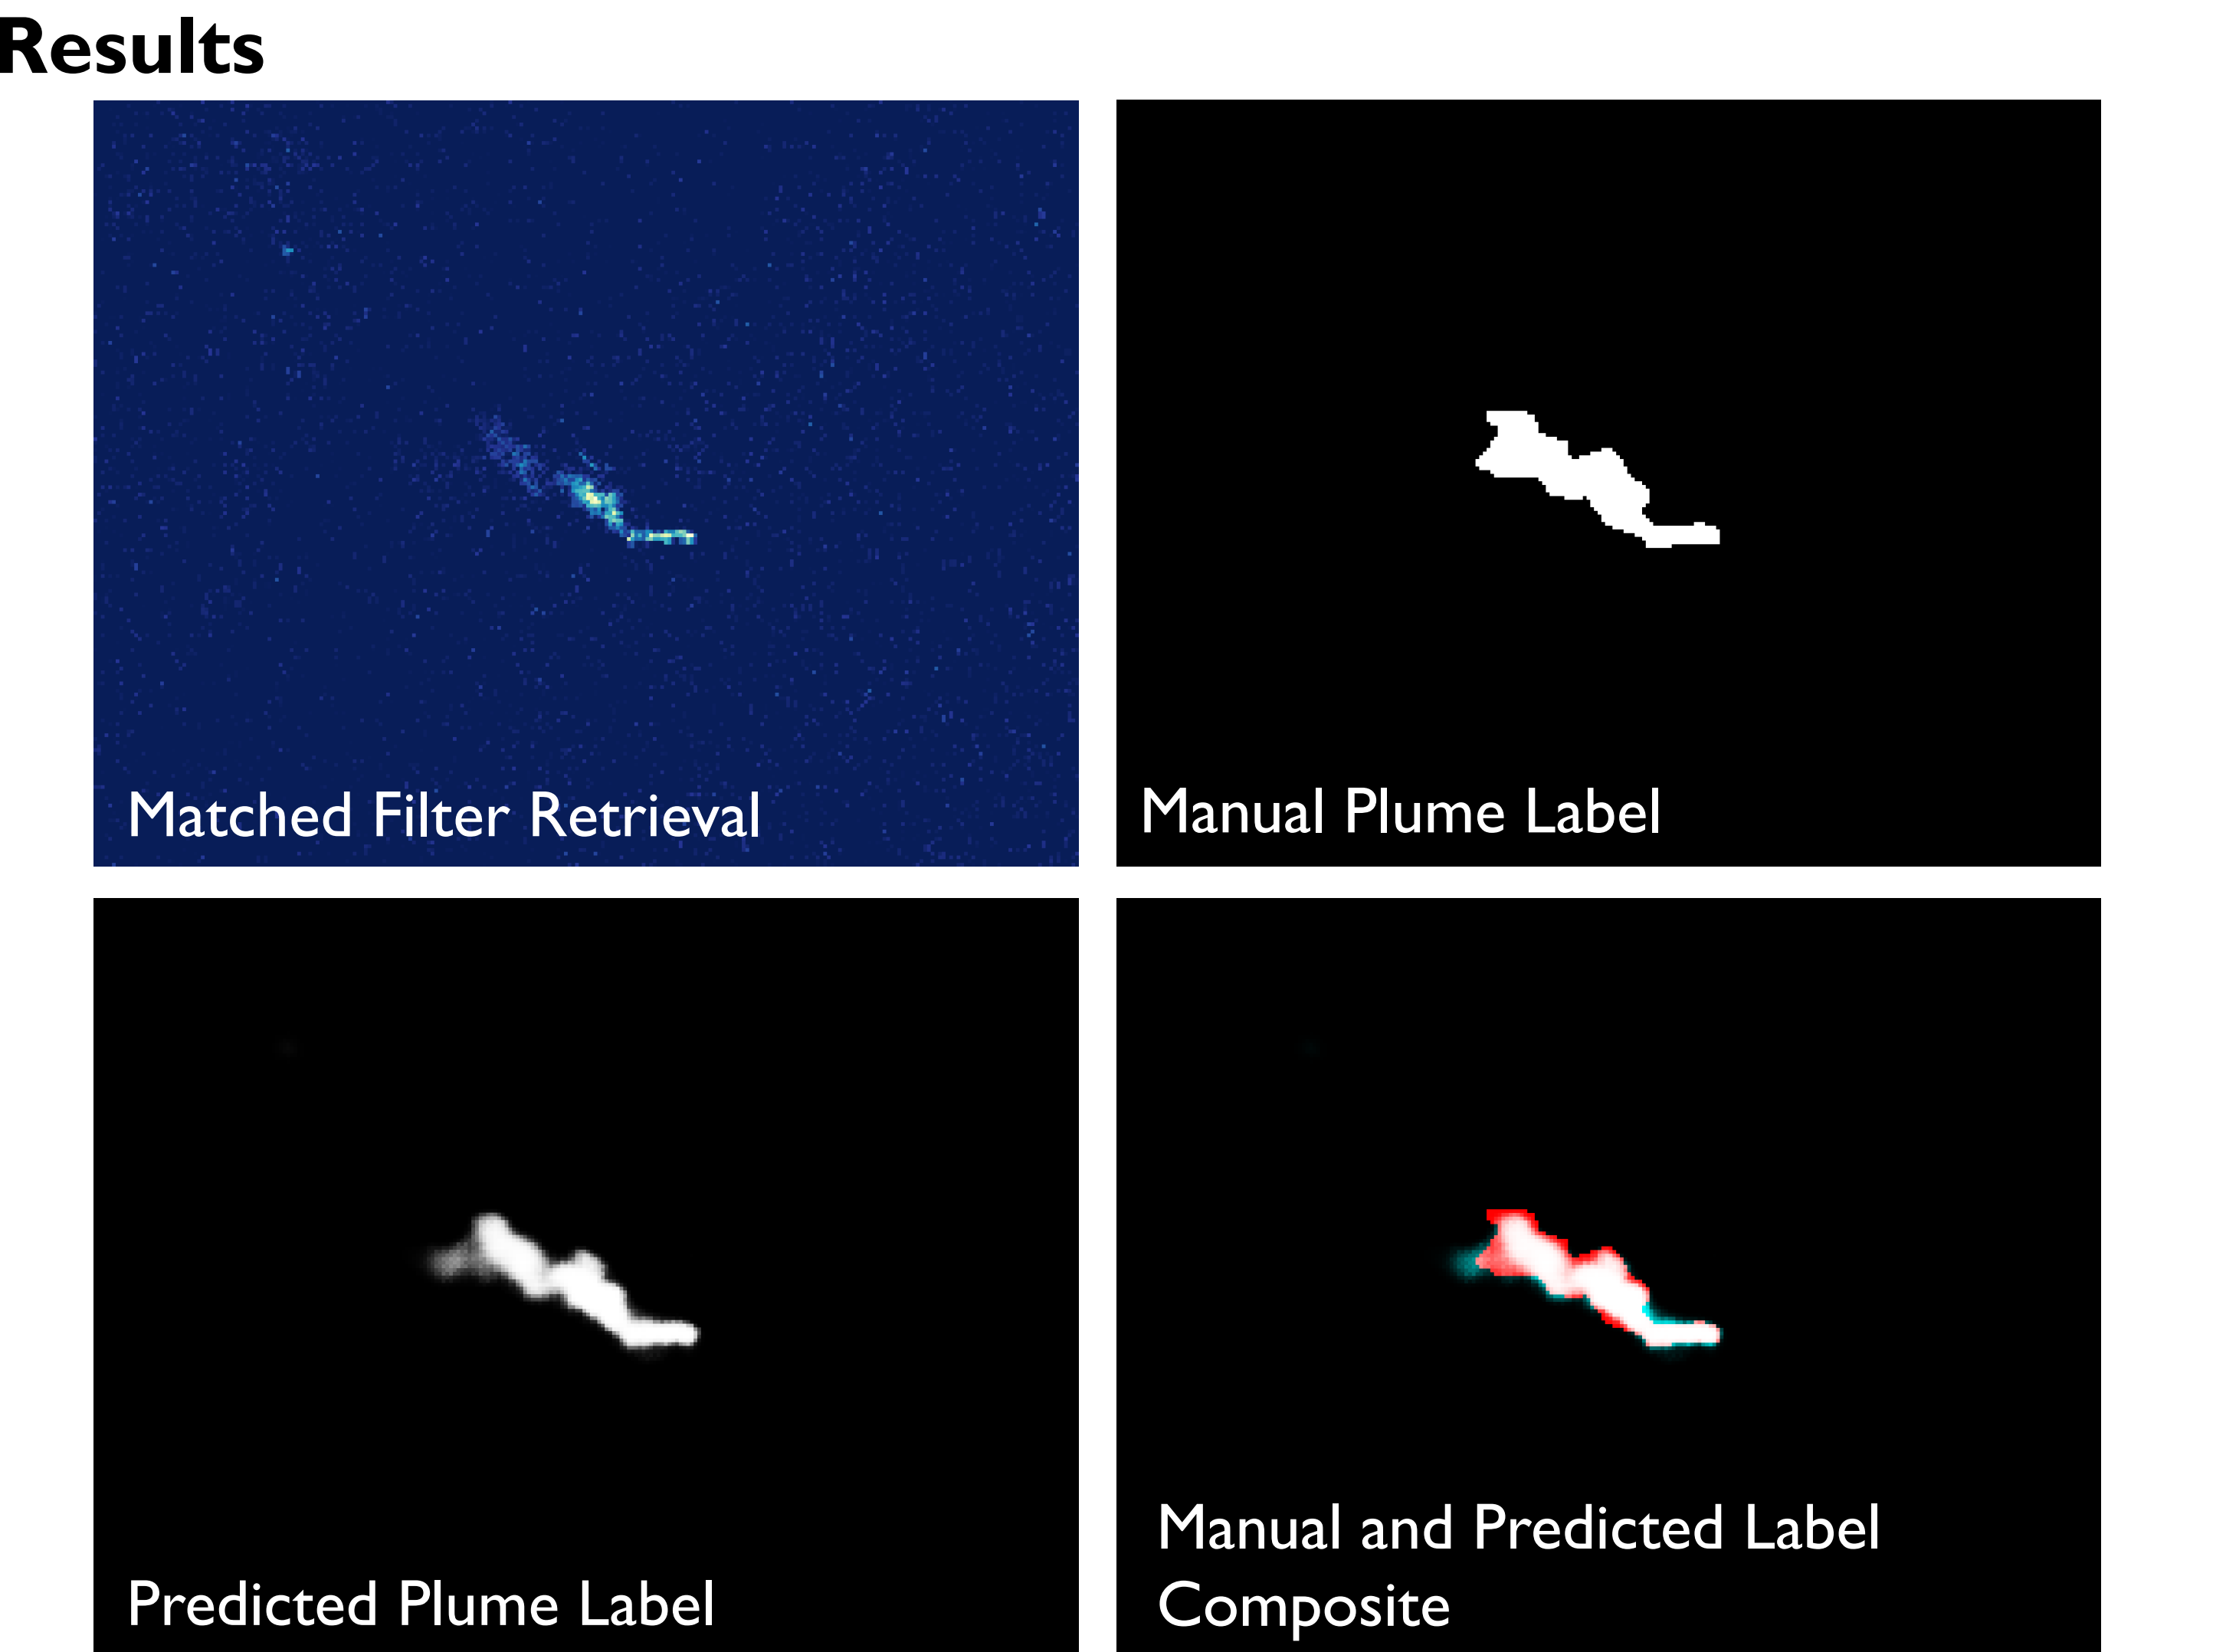 Results
Matched Filter Retrieval
Manual Plume Label
Predicted Plume Label
Manual and Predicted Label
Composite